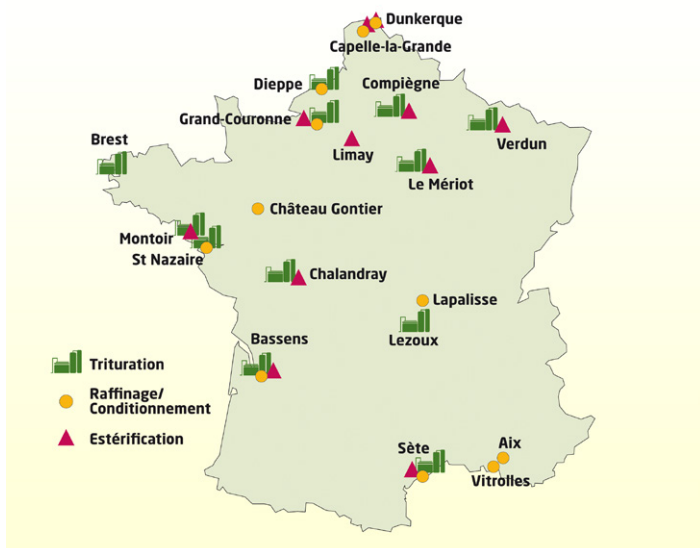 Dunkerque
Capelle-la-Grande
Dieppe
Compiègne
Grand-Couronne
Verdun
Brest
Limay
Le Mériot
Château Gontier
Montoir
St Nazaire
Chalandray
Lapalisse
Lezoux
Bassens
Trituration
Raffinage/
Conditionnement
Estérification
Sète
Aix
Vitrolles